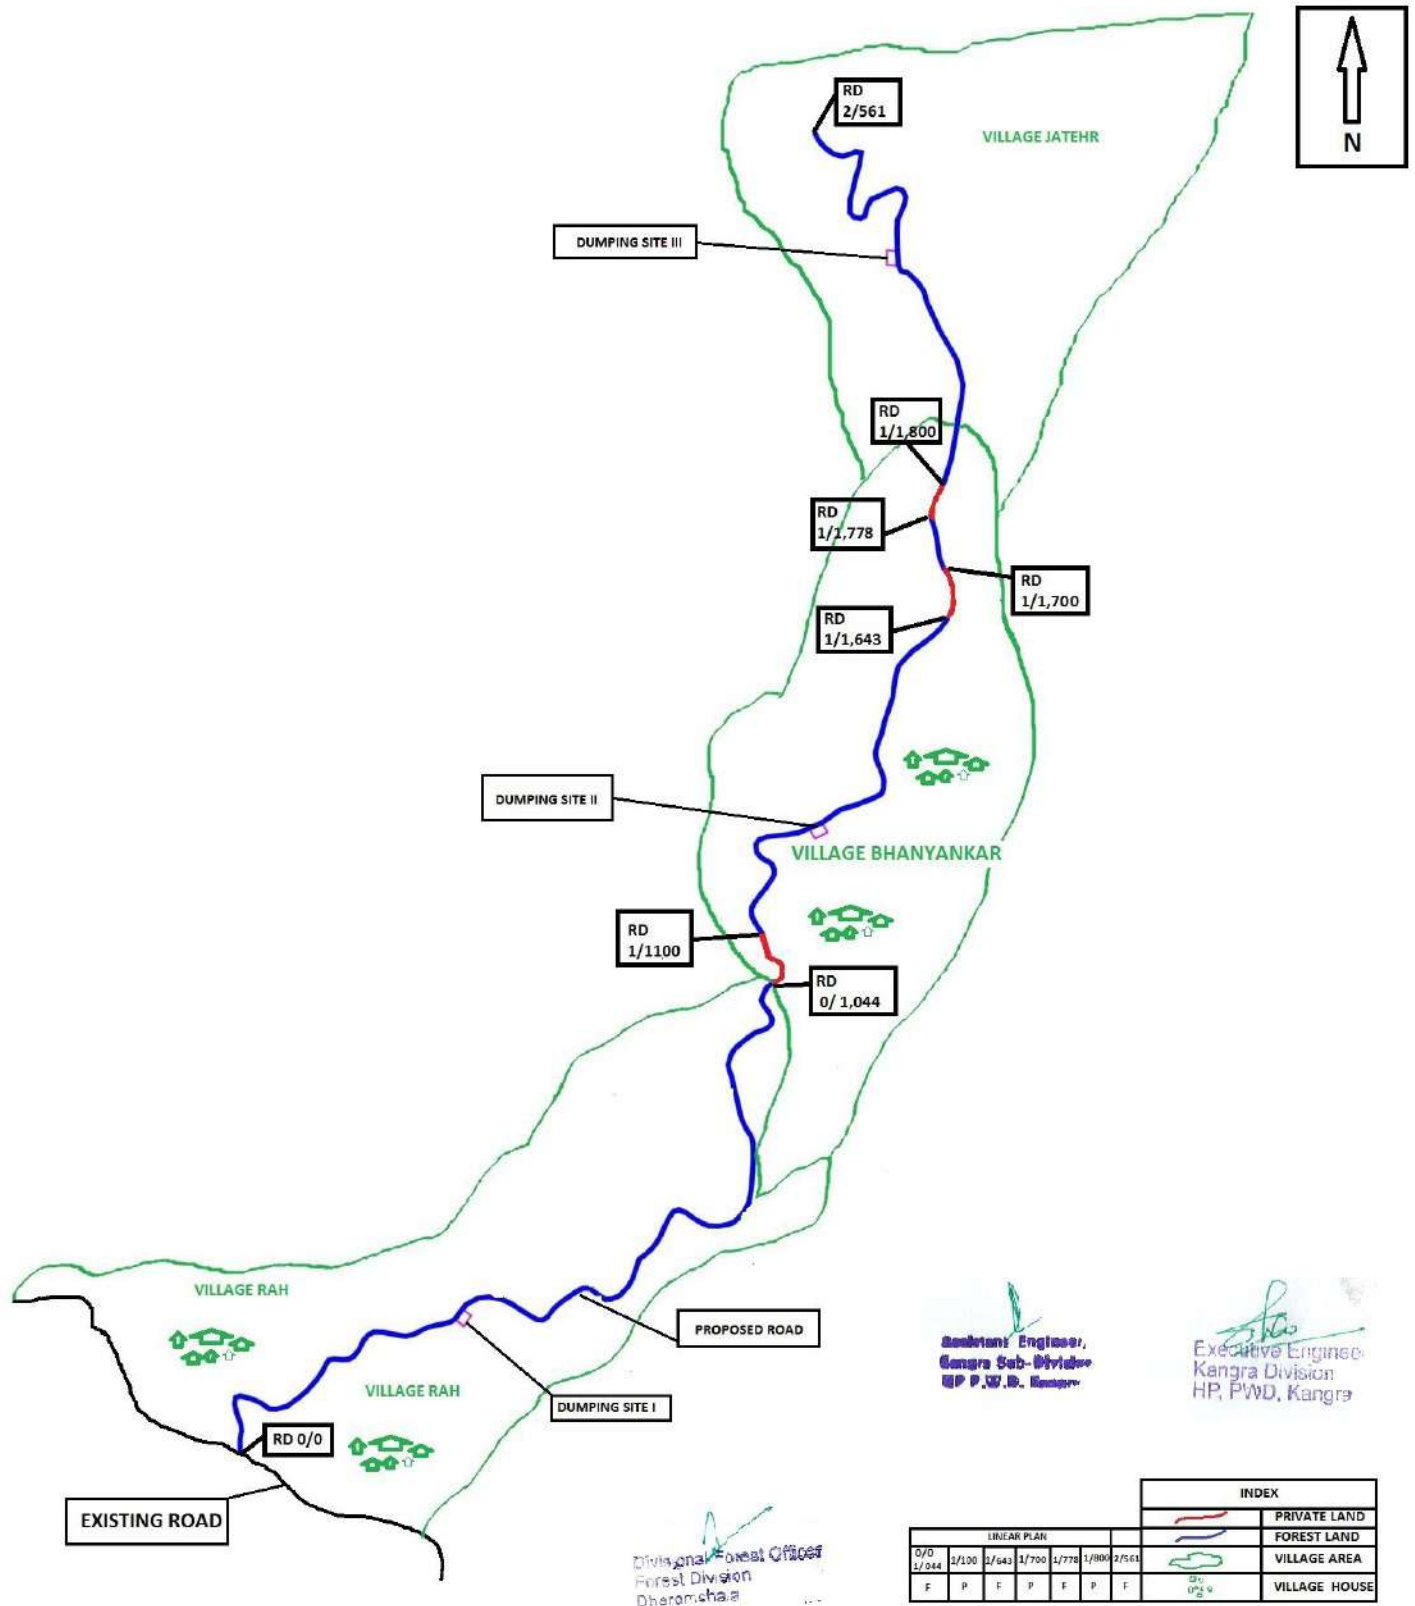 RD
2/561
N
VILLAGE JATEHR
DUMPING SITE III
RD
1/1,800
RD
1/1,778
RD
1/1,700
RD
1/1,643
DUMPING SITE II
VILLAGE BHANYANKAR
RD
1/1100
RD
0/ 1,044
VILLAGE RAH
PROPOSED ROAD
VILLAGE RAH
DUMPING SITE I
RD 0/0
EXISTING ROAD
Assistant Engineer,
Kangra Sub-Division
HP P.W.D. Kangra
Executive Enginee
Kangra Division
HP, PWD, Kangra
Divisional Forest Officer
Forest Division
Dharamshala
INDEX
PRIVATE LAND
FOREST LAND
VILLAGE AREA
VILLAGE HOUSE
LINEAR PLAN
0/0 1/044 1/100 1/643 1/700 1/778 1/800 2/561
F P F P F P F